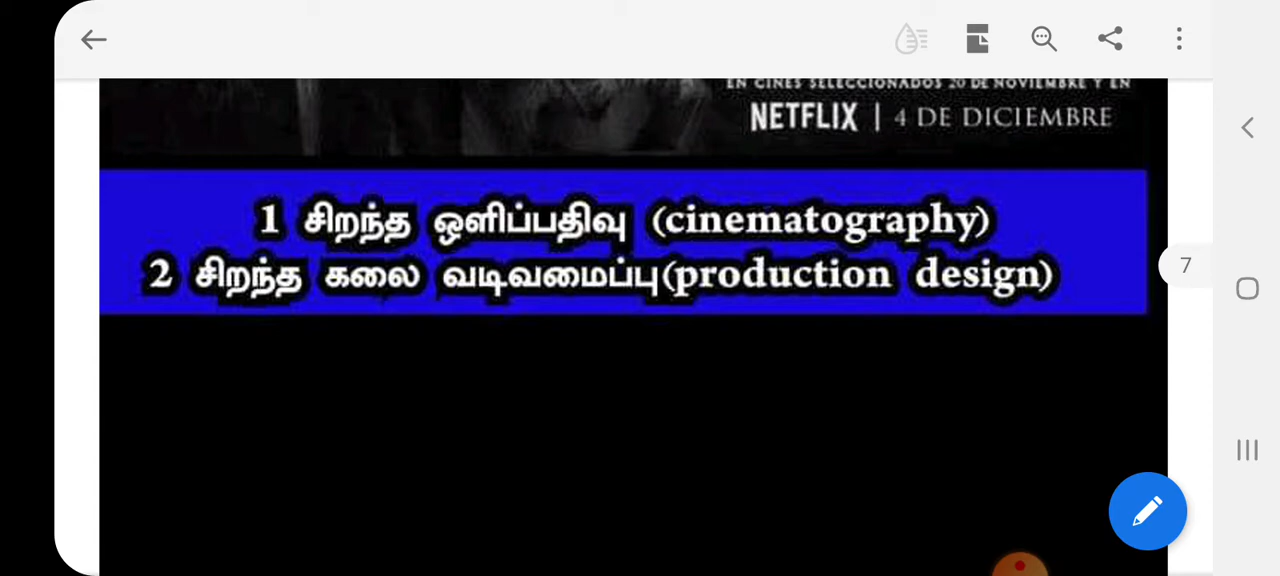 EN CINES SELECCIONADOS 20 DE NOVIEMBRE Y EN
NETFLIX | 4 DE DICIEMBRE
1 சிறந்த ஒளிப்பதிவு (cinematography)
2 சிறந்த கலை வடிவமைப்பு(production design)
7